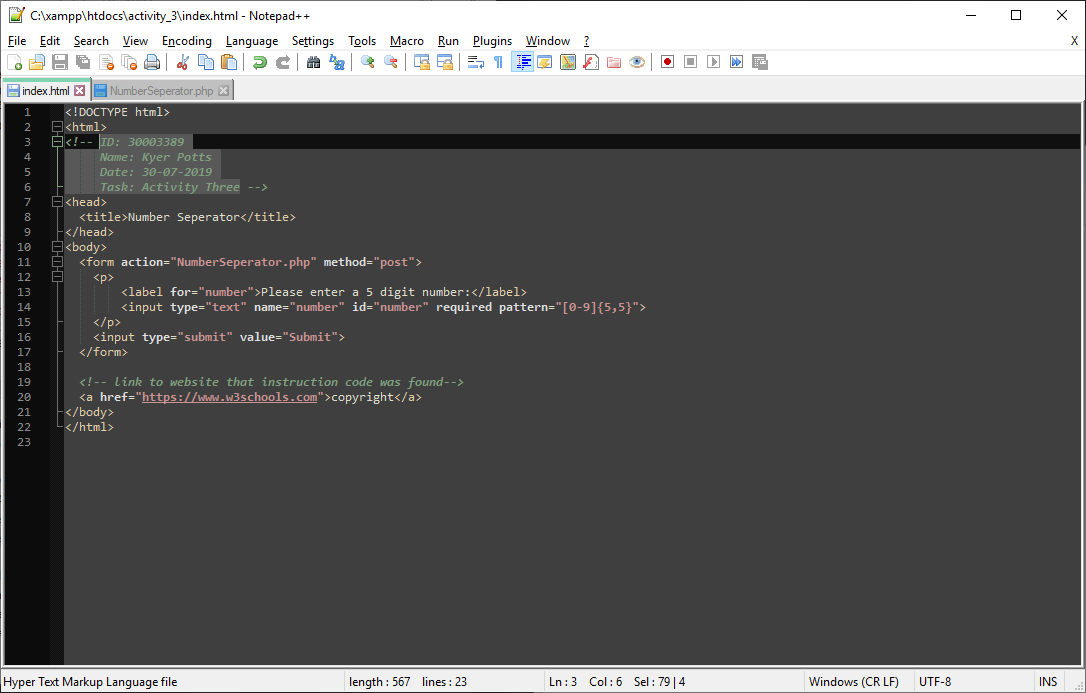 C:\xampp\htdocs\activity_3\index.html - Notepad++
File Edit Search View Encoding Language Settings Tools Macro Run Plugins Window ? X
index.html NumberSeperator.php
1 <!DOCTYPE html>
2 <html>
3 <!-- ID: 30003389
4 Name: Kyer Potts
5 Date: 30-07-2019
6 Task: Activity Three -->
7 <head>
8 <title>Number Seperator</title>
9 </head>
10 <body>
11 <form action="NumberSeperator.php" method="post">
12 <p>
13 <label for="number">Please enter a 5 digit number:</label>
14 <input type="text" name="number" id="number" required pattern="[0-9]{5,5}">
15 </p>
16 <input type="submit" value="Submit">
17 </form>
18
19 <!-- link to website that instruction code was found-->
20 <a href="https://www.w3schools.com">copyright</a>
21 </body>
22 </html>
23
Hyper Text Markup Language file length : 567 lines : 23 Ln : 3 Col : 6 Sel : 79 | 4 Windows (CR LF) UTF-8 INS